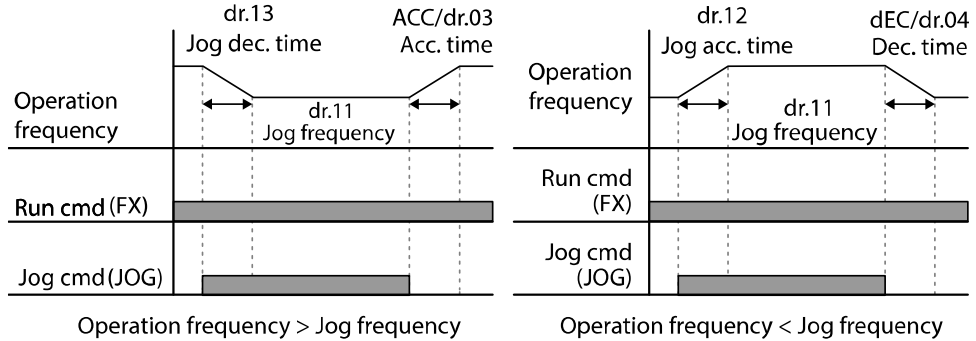 dr.13
Jog dec. time
ACC/dr.03
Acc. time
Operation
frequency
dr.11
Jog frequency
Run cmd (FX)
Jog cmd (JOG)
Operation frequency > Jog frequency
dr.12
Jog acc. time
dEC/dr.04
Dec. time
Operation
frequency
dr.11
Jog frequency
Run cmd
(FX)
Jog cmd
(JOG)
Operation frequency < Jog frequency